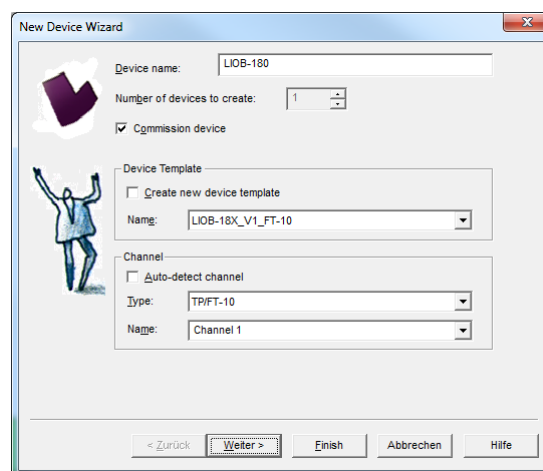 New Device Wizard
Device name: LIOB-180
Number of devices to create: 1
Commission device
Device Template
Create new device template
Name: LIOB-18X_V1_FT-10
Channel
Auto-detect channel
Type: TP/FT-10
Name: Channel 1
< Zurück Weiter > Finish Abbrechen Hilfe